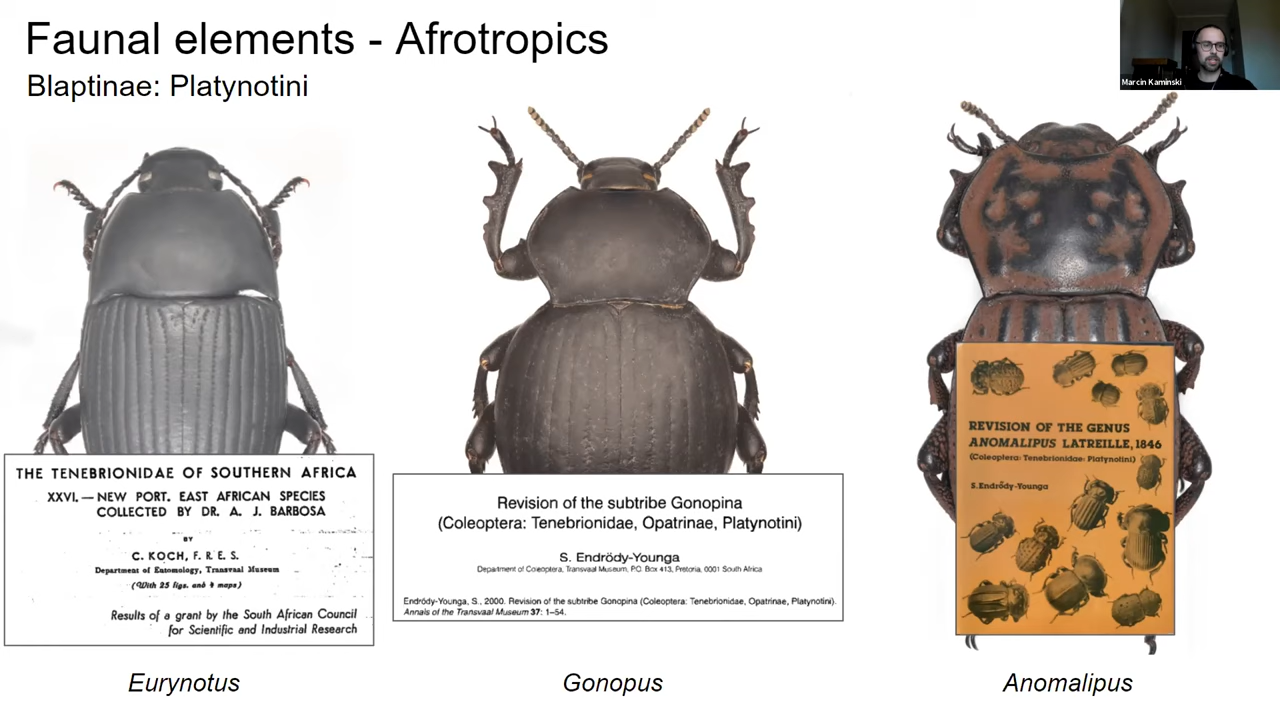 Faunal elements - Afrotropics
Blaptinae: Platynotini
Marcin Kaminski
THE TENEBRIONIDAE OF SOUTHERN AFRICA
XXVI. — NEW PORT. EAST AFRICAN SPECIES
COLLECTED BY DR. A. J. BARBOSA
BY
C. KOCH, F. R. E. S.
Department of Entomology, Transvaal Museum
(With 25 figs. and 4 maps)
Results of a grant by the South African Council
for Scientific and Industrial Research
Revision of the subtribe Gonopina
(Coleoptera: Tenebrionidae, Opatrinae, Platynotini)
S. Endrödy-Younga
Department of Coleoptera, Transvaal Museum, P.O. Box 413, Pretoria, 0001 South Africa
Endrödy-Younga, S., 2000. Revision of the subtribe Gonopina (Coleoptera: Tenebrionidae, Opatrinae, Platynotini).
Annals of the Transvaal Museum 37: 1–54.
REVISION OF THE GENUS
ANOMALIPUS LATREILLE, 1846
(Coleoptera: Tenebrionidae: Platynotini)
S. Endrődy-Younga
Eurynotus
Gonopus
Anomalipus